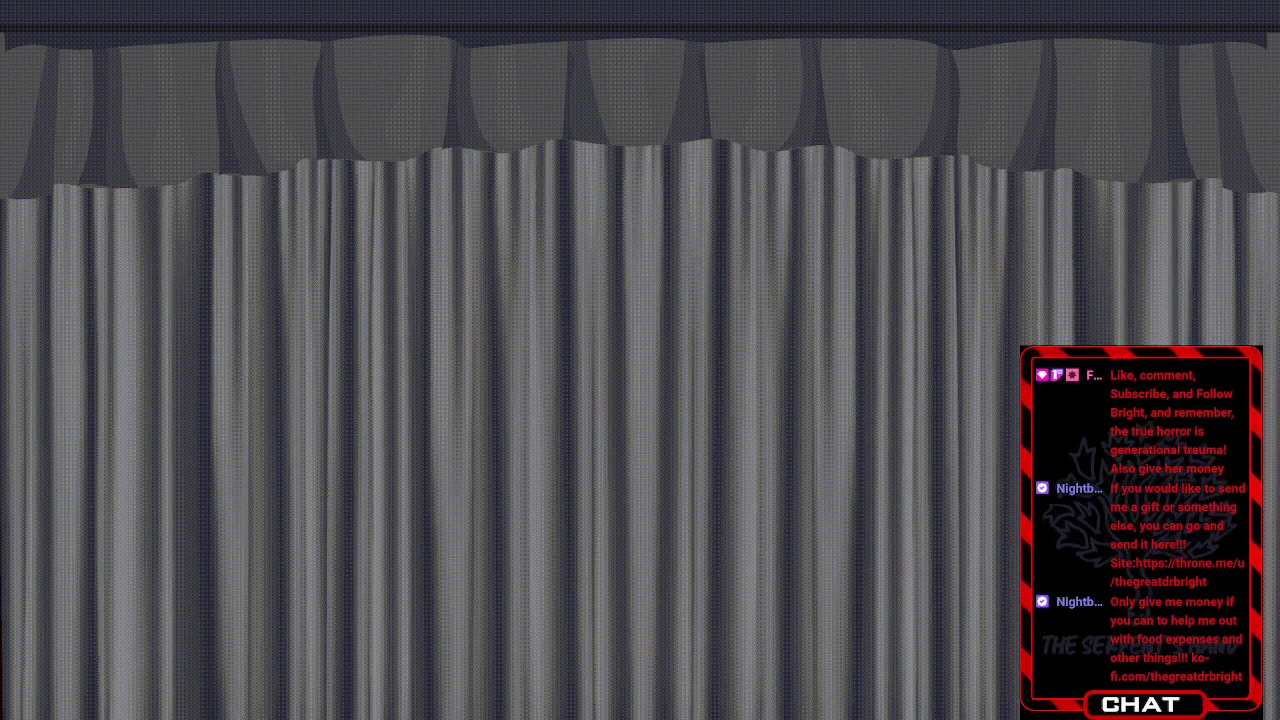 F... Like, comment,
Subscribe, and Follow
Bright, and remember,
the true horror is
generational trauma!
Also give her money
Nightb... If you would like to send
me a gift or something
else, you can go and
send it here!!!
Site:https://throne.me/u
/thegreatdrbright
Nightb... Only give me money if
you can to help me out
with food expenses and
other things!!! ko-
fi.com/thegreatdrbright
THE SERPENT'S HAND
CHAT